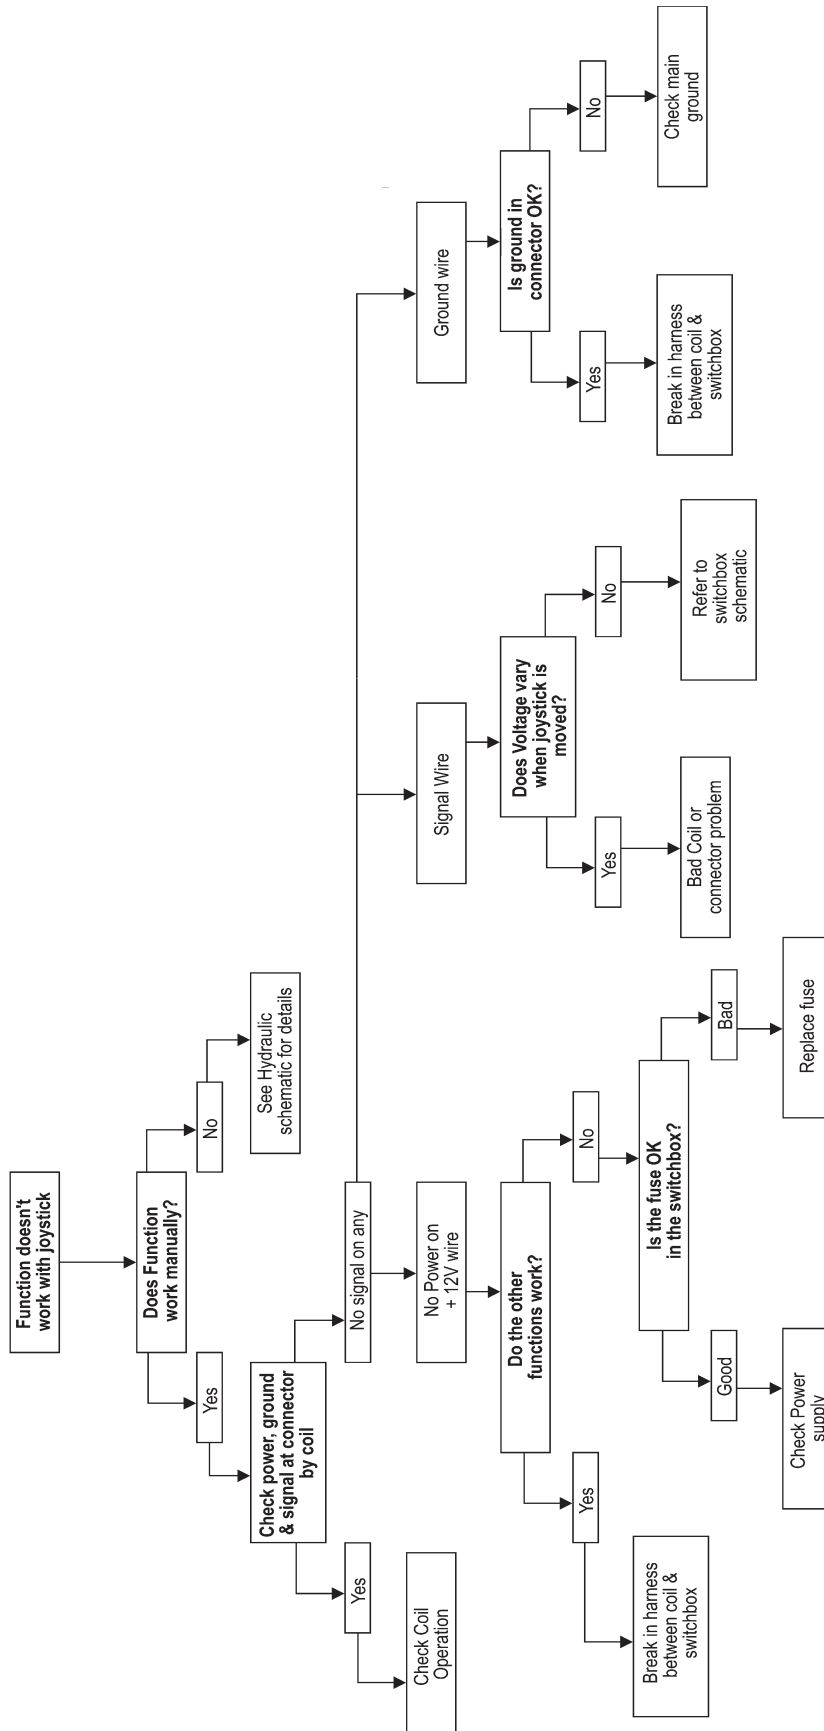 Function doesn't
work with joystick
Does Function
work manually?
Yes
No
Check power, ground
& signal at connector
by coil
See Hydraulic
schematic for details
Yes
No signal on any
Check Coil
Operation
No Power on
+ 12V wire
Signal Wire
Ground wire
Do the other
functions work?
Does Voltage vary
when joystick is
moved?
Is ground in
connector OK?
Yes
No
Yes
No
Yes
No
Break in harness
between coil &
switchbox
Is the fuse OK
in the switchbox?
Bad Coil or
connector problem
Refer to
switchbox
schematic
Break in harness
between coil &
switchbox
Check main
ground
Good
Bad
Check Power
supply
Replace fuse